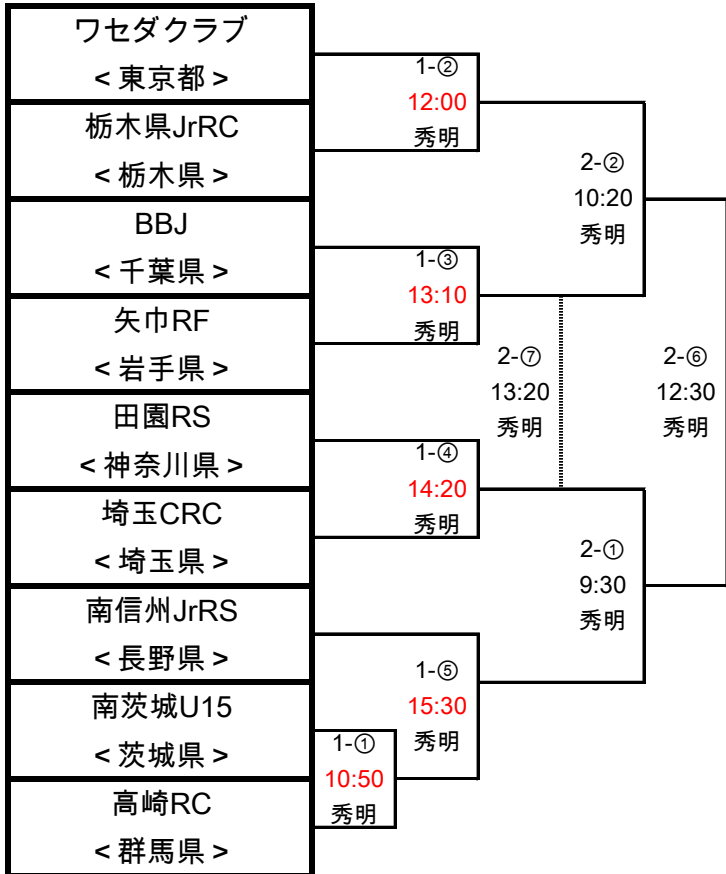 ワセダクラブ
< 東京都 >
栃木県JrRC
< 栃木県 >
BBJ
< 千葉県 >
矢巾RF
< 岩手県 >
田園RS
< 神奈川県 >
埼玉CRC
< 埼玉県 >
南信州JrRS
< 長野県 >
南茨城U15
< 茨城県 >
高崎RC
< 群馬県 >
1-①
10:50
秀明
1-②
12:00
秀明
1-③
13:10
秀明
1-④
14:20
秀明
1-⑤
15:30
秀明
2-②
10:20
秀明
2-⑦
13:20
秀明
2-①
9:30
秀明
2-⑥
12:30
秀明